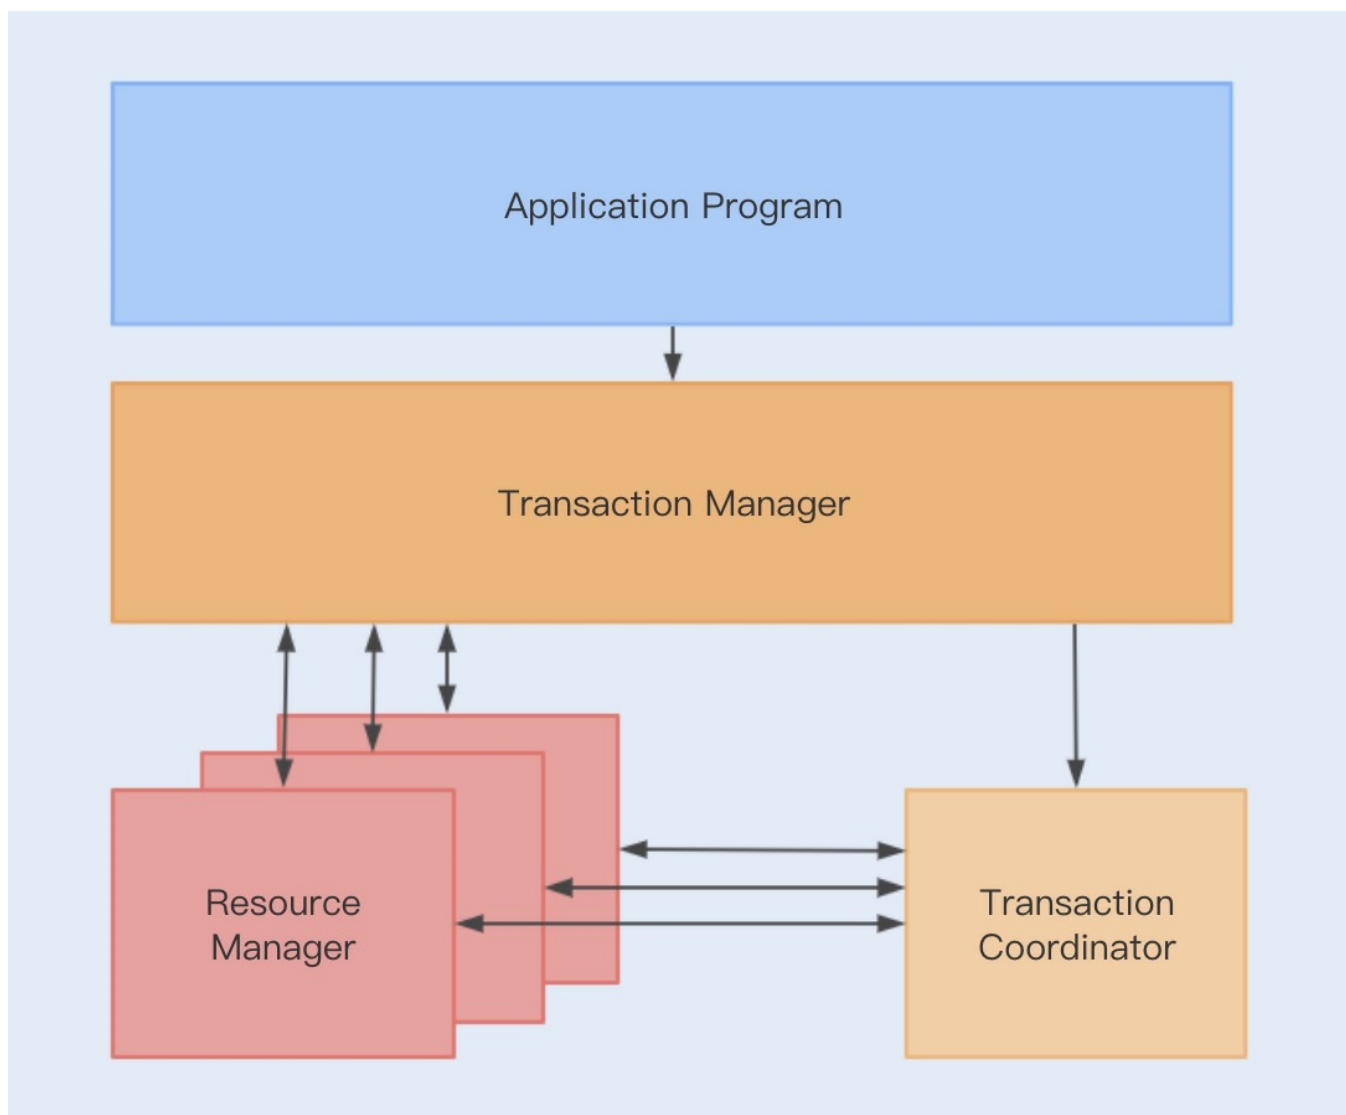 Application Program
Transaction Manager
Resource
Manager
Transaction
Coordinator